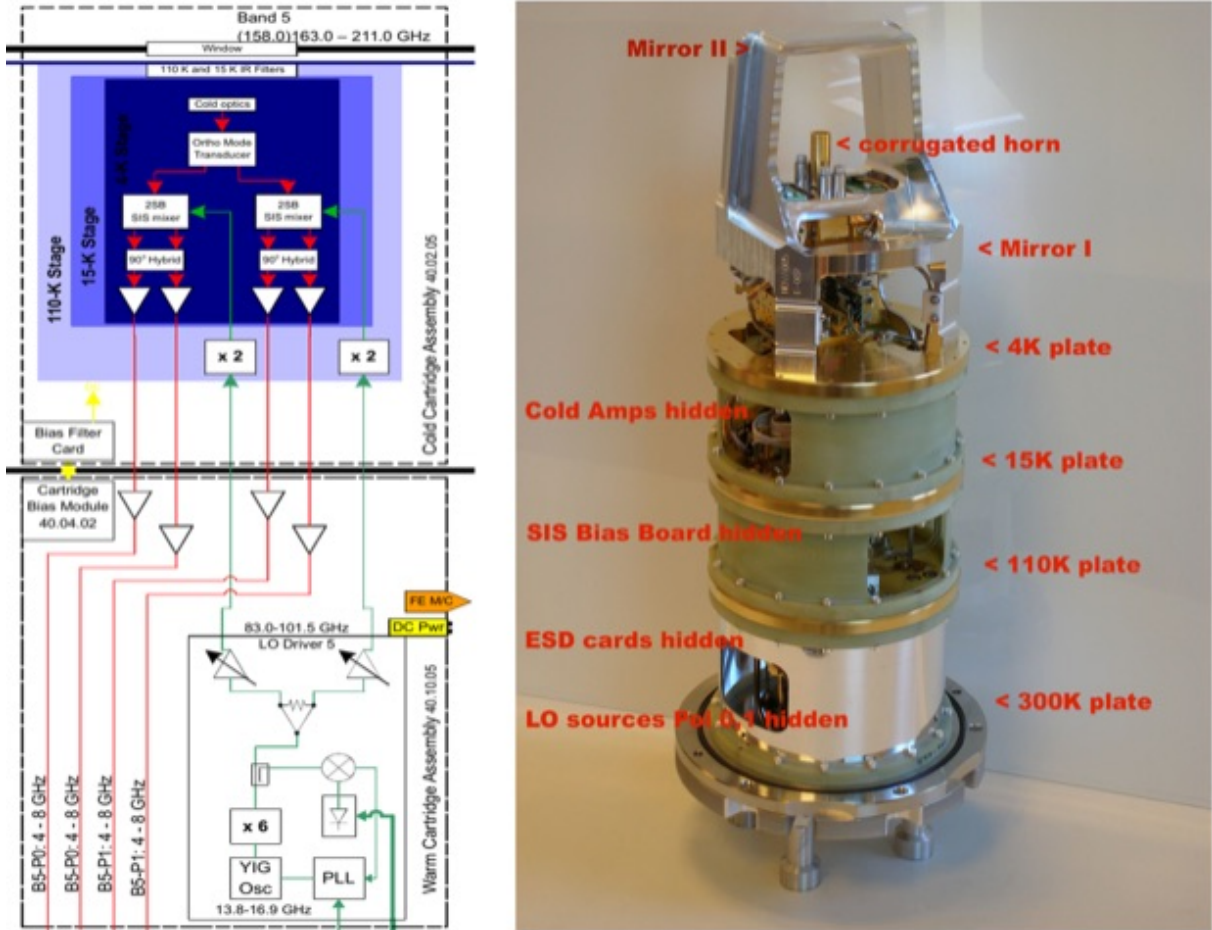 Band 5
(158.0)163.0 – 211.0 GHz
Window
110 K and 15 K IR Filters
Cold optics
Ortho Mode
Transducer
4-K Stage
15-K Stage
110-K Stage
2SB
SIS mixer
2SB
SIS mixer
90° Hybrid
90° Hybrid
x 2
x 2
Cold Cartridge Assembly 40.02.05
Bias Filter
Card
Cartridge
Bias Module
40.04.02
FE M/C
DC Pwr
83.0-101.5 GHz
LO Driver 5
x 6
YIG
Osc
PLL
13.8-16.9 GHz
B5-P0: 4 - 8 GHz
B5-P0: 4 - 8 GHz
B5-P1: 4 - 8 GHz
B5-P1: 4 - 8 GHz
Warm Cartridge Assembly 40.10.05
Mirror II >
< corrugated horn
< Mirror I
< 4K plate
Cold Amps hidden
< 15K plate
SIS Bias Board hidden
< 110K plate
ESD cards hidden
< 300K plate
LO sources Pol 0,1 hidden